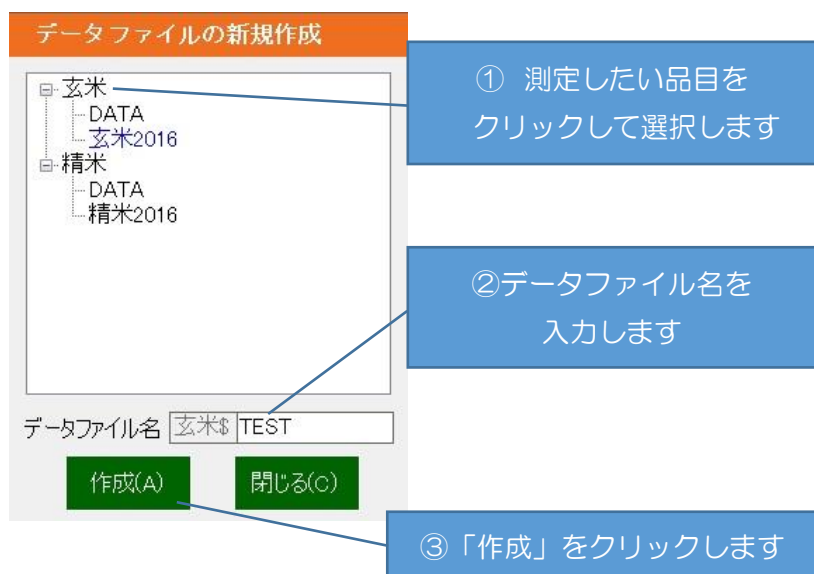 データファイルの新規作成
玄米
DATA
玄米2016
精米
DATA
精米2016
① 測定したい品目を
クリックして選択します
②データファイル名を
入力します
データファイル名 玄米$ TEST
作成(A) 閉じる(C)
③「作成」をクリックします